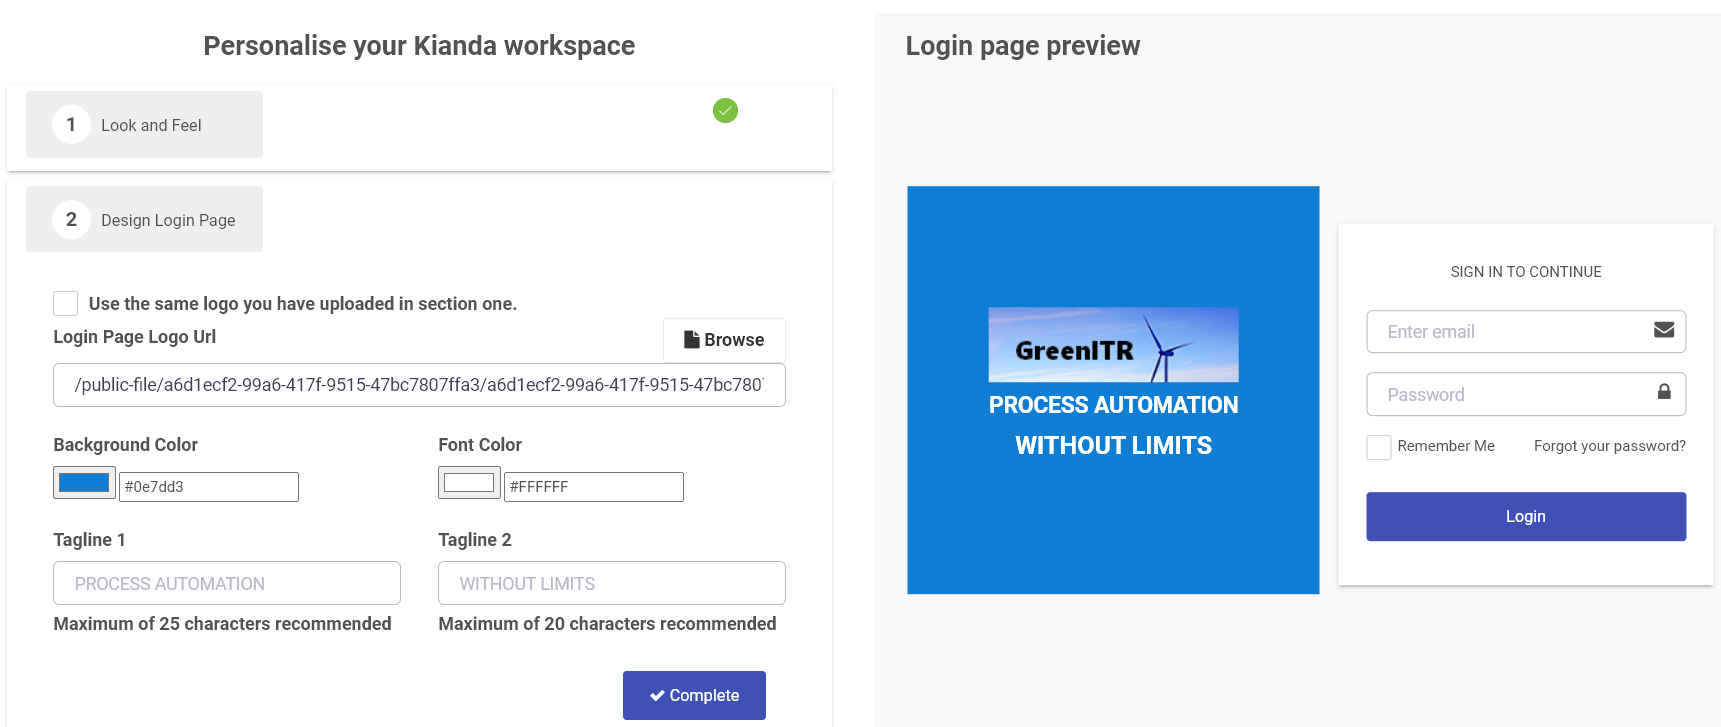 Personalise your Kianda workspace
1 Look and Feel
2 Design Login Page
Use the same logo you have uploaded in section one.
Login Page Logo Url
Browse
/public-file/a6d1ecf2-99a6-417f-9515-47bc7807ffa3/a6d1ecf2-99a6-417f-9515-47bc780
Background Color
Font Color
#0e7dd3
#FFFFFF
Tagline 1
Tagline 2
PROCESS AUTOMATION
WITHOUT LIMITS
Maximum of 25 characters recommended
Maximum of 20 characters recommended
Complete
Login page preview
GreenITR
PROCESS AUTOMATION
WITHOUT LIMITS
SIGN IN TO CONTINUE
Enter email
Password
Remember Me
Forgot your password?
Login